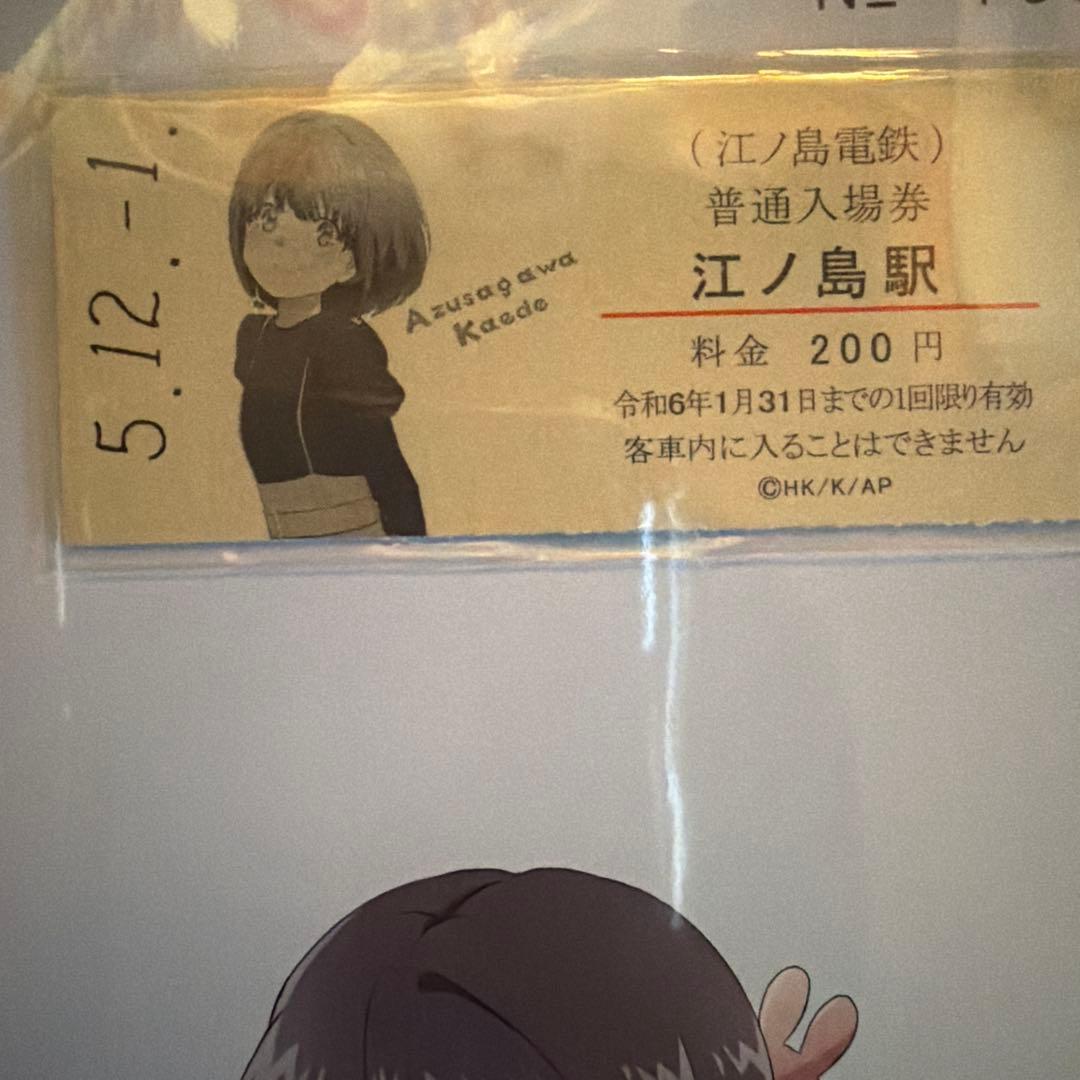 5.12.-1.
Azusagawa
Kaede
(江ノ島電鉄)
普通入場券
江ノ島駅
料金 200円
令和6年1月31日までの1回限り有効
客車内に入ることはできません
©HK/K/AP